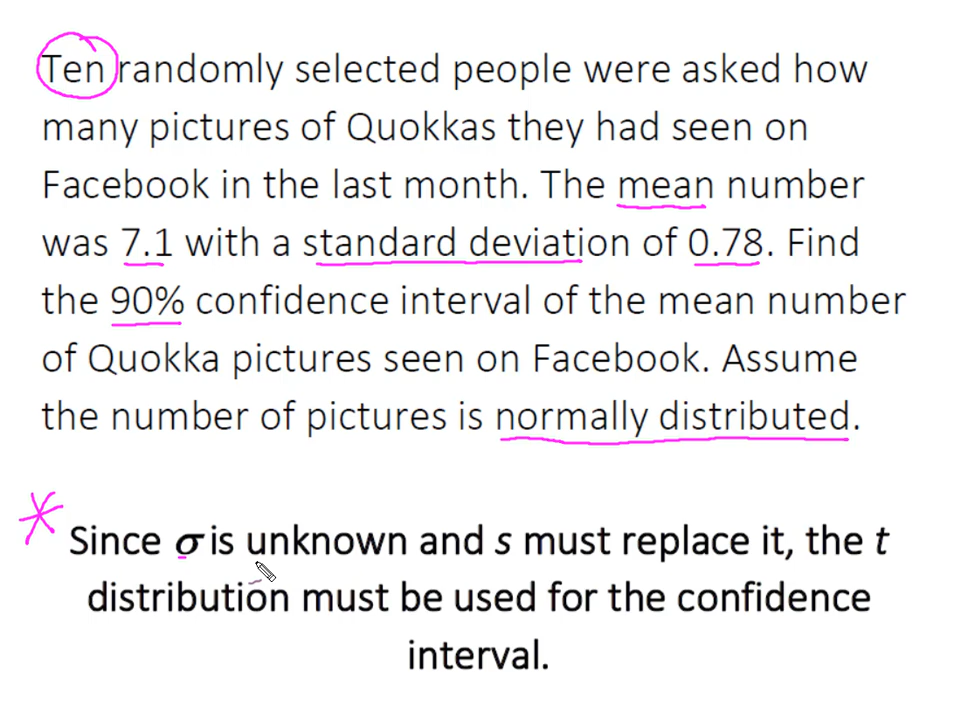 Ten randomly selected people were asked how
many pictures of Quokkas they had seen on
Facebook in the last month. The mean number
was 7.1 with a standard deviation of 0.78. Find
the 90% confidence interval of the mean number
of Quokka pictures seen on Facebook. Assume
the number of pictures is normally distributed.
* Since σ is unknown and s must replace it, the t
distribution must be used for the confidence
interval.